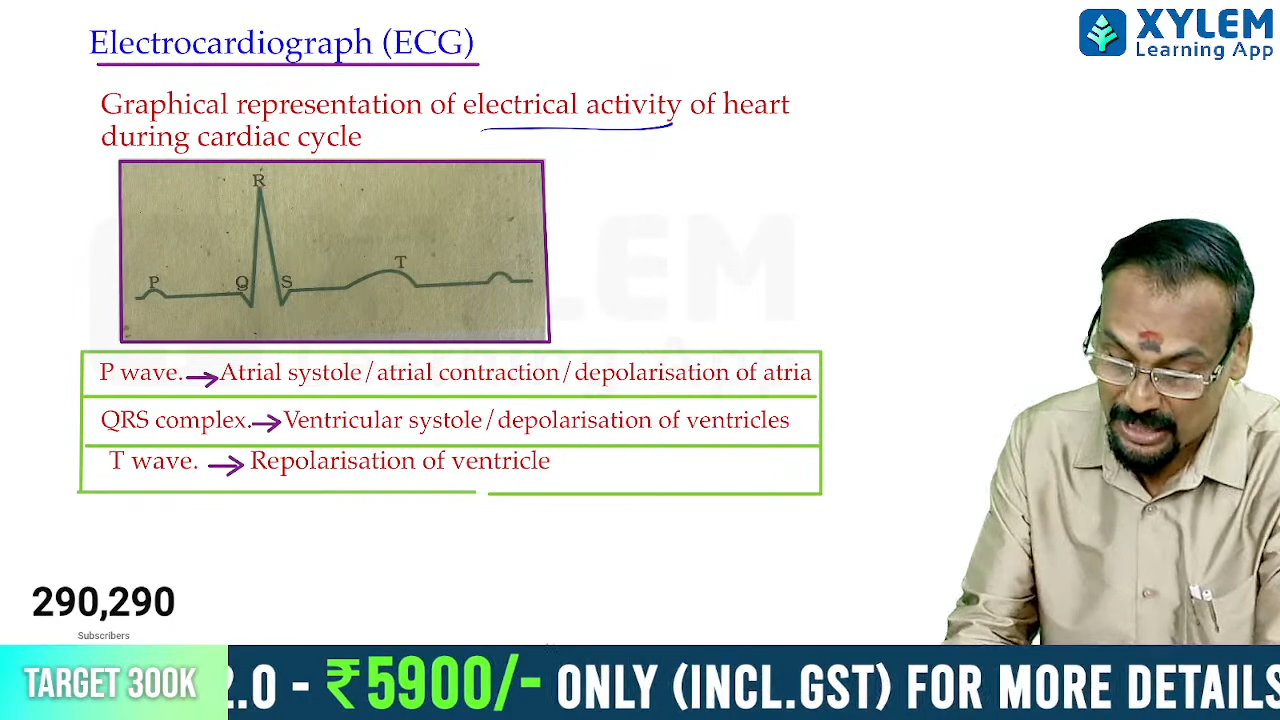 Electrocardiograph (ECG)
XYLEM
Learning App
Graphical representation of electrical activity of heart
during cardiac cycle
R
P
Q
S
T
P wave. Atrial systole/atrial contraction/depolarisation of atria
QRS complex. Ventricular systole/depolarisation of ventricles
T wave. Repolarisation of ventricle
290,290
Subscribers
TARGET 300K
2.0 - ₹5900/- ONLY (INCL.GST) FOR MORE DETAILS